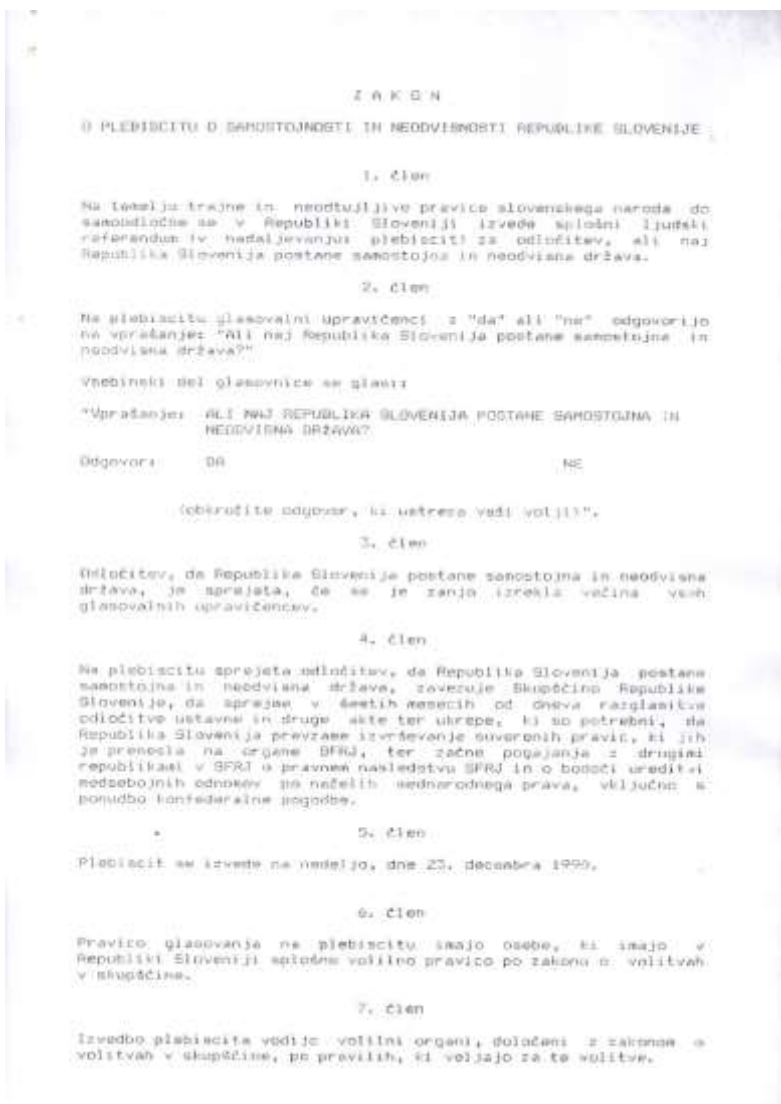 Z A K O N
O PLEBISCITU O SAMOSTOJNOSTI IN NEODVISNOSTI REPUBLIKE SLOVENIJE
1. člen
Na temelju trajne in neodtujljive pravice slovenskega naroda do
samoodločbe se v Republiki Sloveniji izvede splošni ljudski
referendum (v nadaljevanju: plebiscit) za odločitev, ali naj
Republika Slovenija postane samostojna in neodvisna država.
2. člen
Na plebiscitu glasovalni upravičenci z "da" ali "ne" odgovorijo
na vprašanje: "Ali naj Republika Slovenija postane samostojna in
neodvisna država?"
Vsebinski del glasovnice se glasi:
"Vprašanje: ALI NAJ REPUBLIKA SLOVENIJA POSTANE SAMOSTOJNA IN
NEODVISNA DRŽAVA?
Odgovor: DA NE
(obkrožite odgovor, ki ustreza vaši volji)".
3. člen
Odločitev, da Republika Slovenija postane samostojna in neodvisna
država, je sprejeta, če se je zanjo izrekla večina vseh
glasovalnih upravičencev.
4. člen
Na plebiscitu sprejeta odločitev, da Republika Slovenija postane
samostojna in neodvisna država, zavezuje Skupščino Republike
Slovenije, da sprejme v šestih mesecih od dneva razglasitve
odločitve ustavne in druge akte ter ukrepe, ki so potrebni, da
Republika Slovenija prevzame izvrševanje suverenih pravic, ki jih
je prenesla na organe SFRJ, ter začne pogajanja z drugimi
republikami v SFRJ o pravnem nasledstvu SFRJ in o bodoči ureditvi
medsebojnih odnosov po načelih mednarodnega prava, vključno s
ponudbo konfederalne pogodbe.
5. člen
Plebiscit se izvede na nedeljo, dne 23. decembra 1990.
6. člen
Pravico glasovanja na plebiscitu imajo osebe, ki imajo v
Republiki Sloveniji splošno volilno pravico po zakonu o volitvah
v skupščine.
7. člen
Izvedbo plebiscita vodijo volilni organi, določeni z zakonom o
volitvah v skupščine, po pravilih, ki veljajo za te volitve.